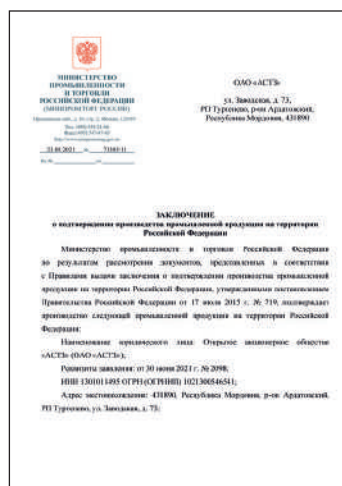 МИНИСТЕРСТВО
ПРОМЫШЛЕННОСТИ
И ТОРГОВЛИ
РОССИЙСКОЙ ФЕДЕРАЦИИ
(МИНПРОМТОРГ РОССИИ)
ОАО «АСТЗ»
ул. Заводская, д. 73,
РП Тургенево, р-он Ардатовский,
Республика Мордовия, 431890
ЗАКЛЮЧЕНИЕ
о подтверждении производства промышленной продукции на территории
Российской Федерации
Министерство промышленности и торговли Российской Федерации
по результатам рассмотрения документов, представленных в соответствии
с Правилами выдачи заключения о подтверждении производства промышленной
продукции на территории Российской Федерации, утвержденными постановлением
Правительства Российской Федерации от 17 июля 2015 г. № 719, подтверждает
производство следующей промышленной продукции на территории Российской
Федерации:
Наименование юридического лица: Открытое акционерное общество
«АСТЗ» (ОАО «АСТЗ»);
Реквизиты заявления: от 30 июня 2021 г. № 2098;
ИНН 1301011495 ОГРН (ОГРНИП) 1021300546541;
Адрес местонахождения: 431890, Республика Мордовия, р-он Ардатовский,
РП Тургенево, ул. Заводская, д. 73;